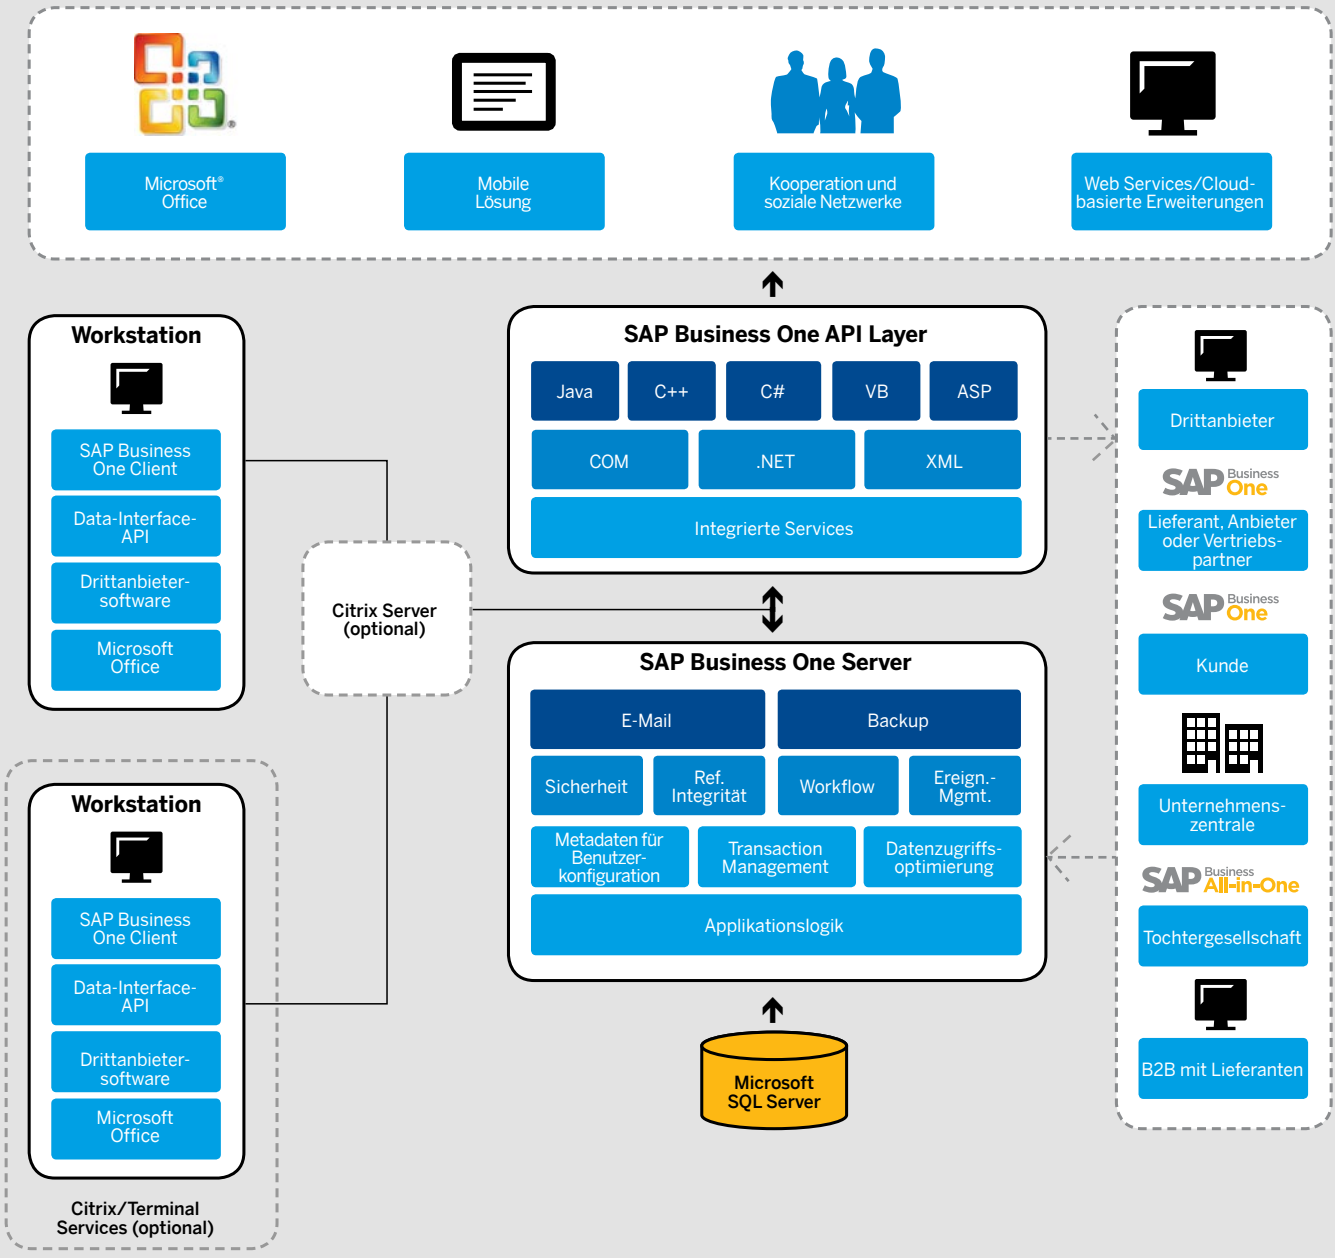 Microsoft®
Office
Mobile
Lösung
Kooperation und
soziale Netzwerke
Web Services/Cloud-
basierte Erweiterungen
Workstation
SAP Business
One Client
Data-Interface-
API
Drittanbieter-
software
Microsoft
Office
Workstation
SAP Business
One Client
Data-Interface-
API
Drittanbieter-
software
Microsoft
Office
Citrix/Terminal
Services (optional)
Citrix Server
(optional)
SAP Business One API Layer
Java
C++
C#
VB
ASP
COM
.NET
XML
Integrierte Services
SAP Business One Server
E-Mail
Backup
Sicherheit
Ref.
Integrität
Workflow
Ereign.-
Mgmt.
Metadaten für
Benutzer-
konfiguration
Transaction
Management
Datenzugriffs-
optimierung
Applikationslogik
Microsoft
SQL Server
Drittanbieter
SAP Business
One
Lieferant, Anbieter
oder Vertriebs-
partner
SAP Business
One
Kunde
Unternehmens-
zentrale
SAP Business
All-in-One
Tochtergesellschaft
B2B mit Lieferanten